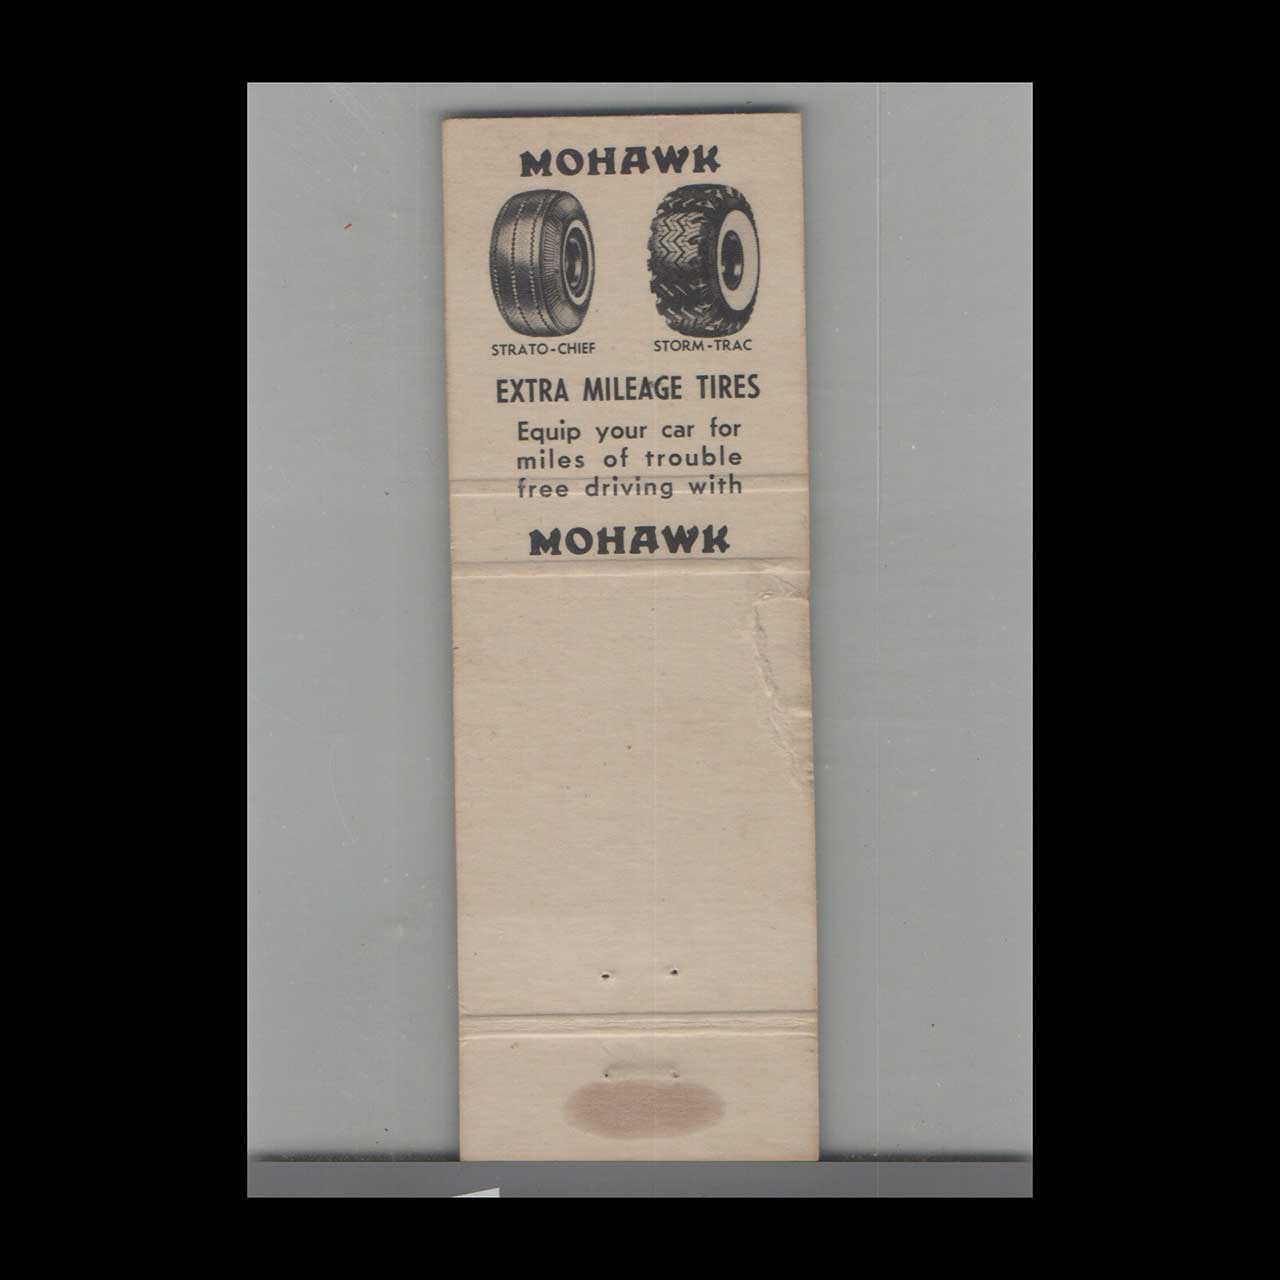 MOHAWK
STRATO-CHIEF STORM-TRAC
EXTRA MILEAGE TIRES
Equip your car for
miles of trouble
free driving with
MOHAWK